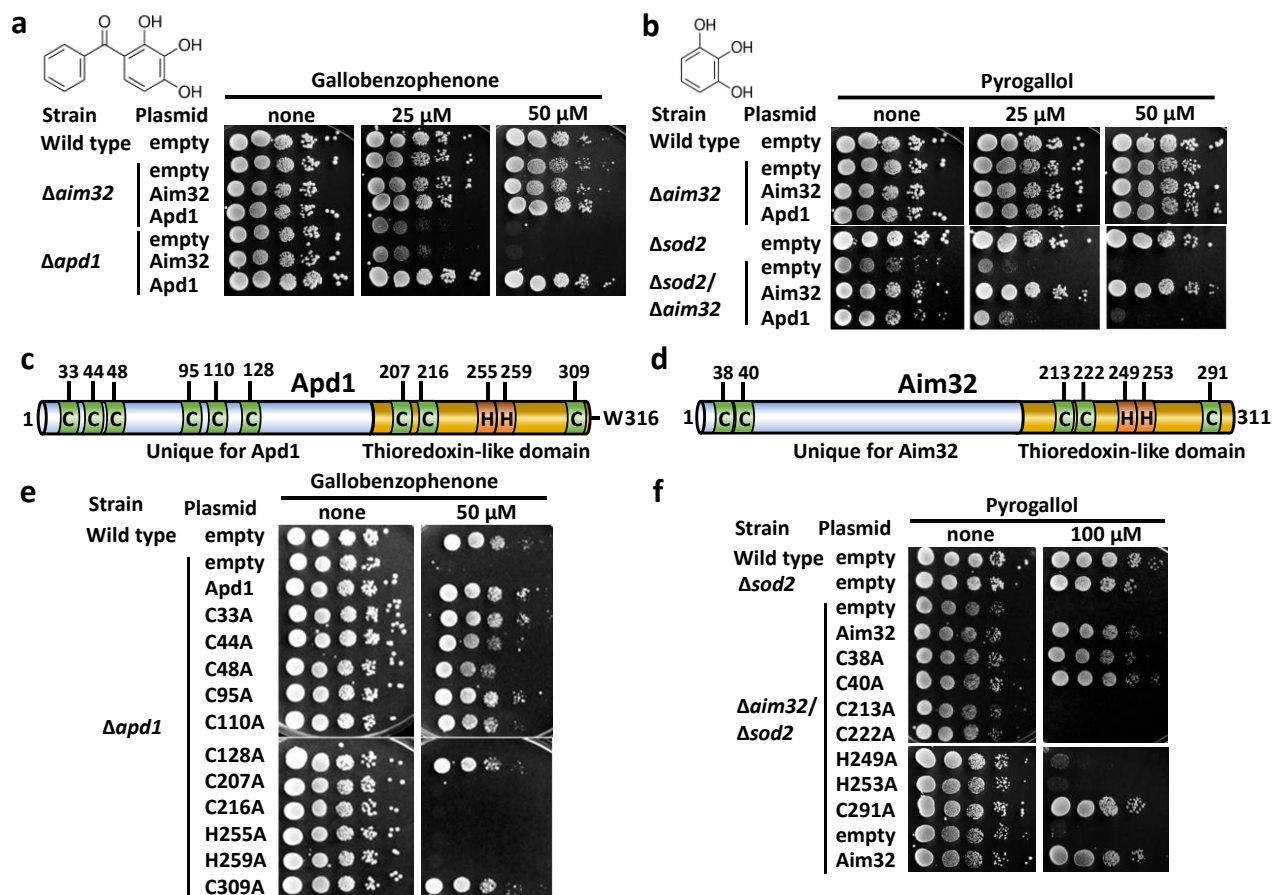 a
O
OH
OH
OH
Gallobenzophenone
Strain Plasmid none 25 µM 50 µM
Wild type empty
Δaim32
empty
Aim32
Apd1
Δapd1
empty
Aim32
Apd1
b
OH
OH
OH
Pyrogallol
Strain Plasmid none 25 µM 50 µM
Wild type empty
Δaim32
empty
Aim32
Apd1
Δsod2 empty
Δsod2/
Δaim32
empty
Aim32
Apd1
c
Apd1
33 44 48 95 110 128 207 216 255 259 309
1 C C C C C C C C H H C W316
Unique for Apd1 Thioredoxin-like domain
d
Aim32
38 40 213 222 249 253 291
1 C C C C H H C 311
Unique for Aim32 Thioredoxin-like domain
e
Gallobenzophenone
Strain Plasmid none 50 µM
Wild type empty
Δapd1
empty
Apd1
C33A
C44A
C48A
C95A
C110A
C128A
C207A
C216A
H255A
H259A
C309A
f
Pyrogallol
Strain Plasmid none 100 µM
Wild type empty
Δsod2 empty
Δaim32/
Δsod2
empty
Aim32
C38A
C40A
C213A
C222A
H249A
H253A
C291A
empty
Aim32